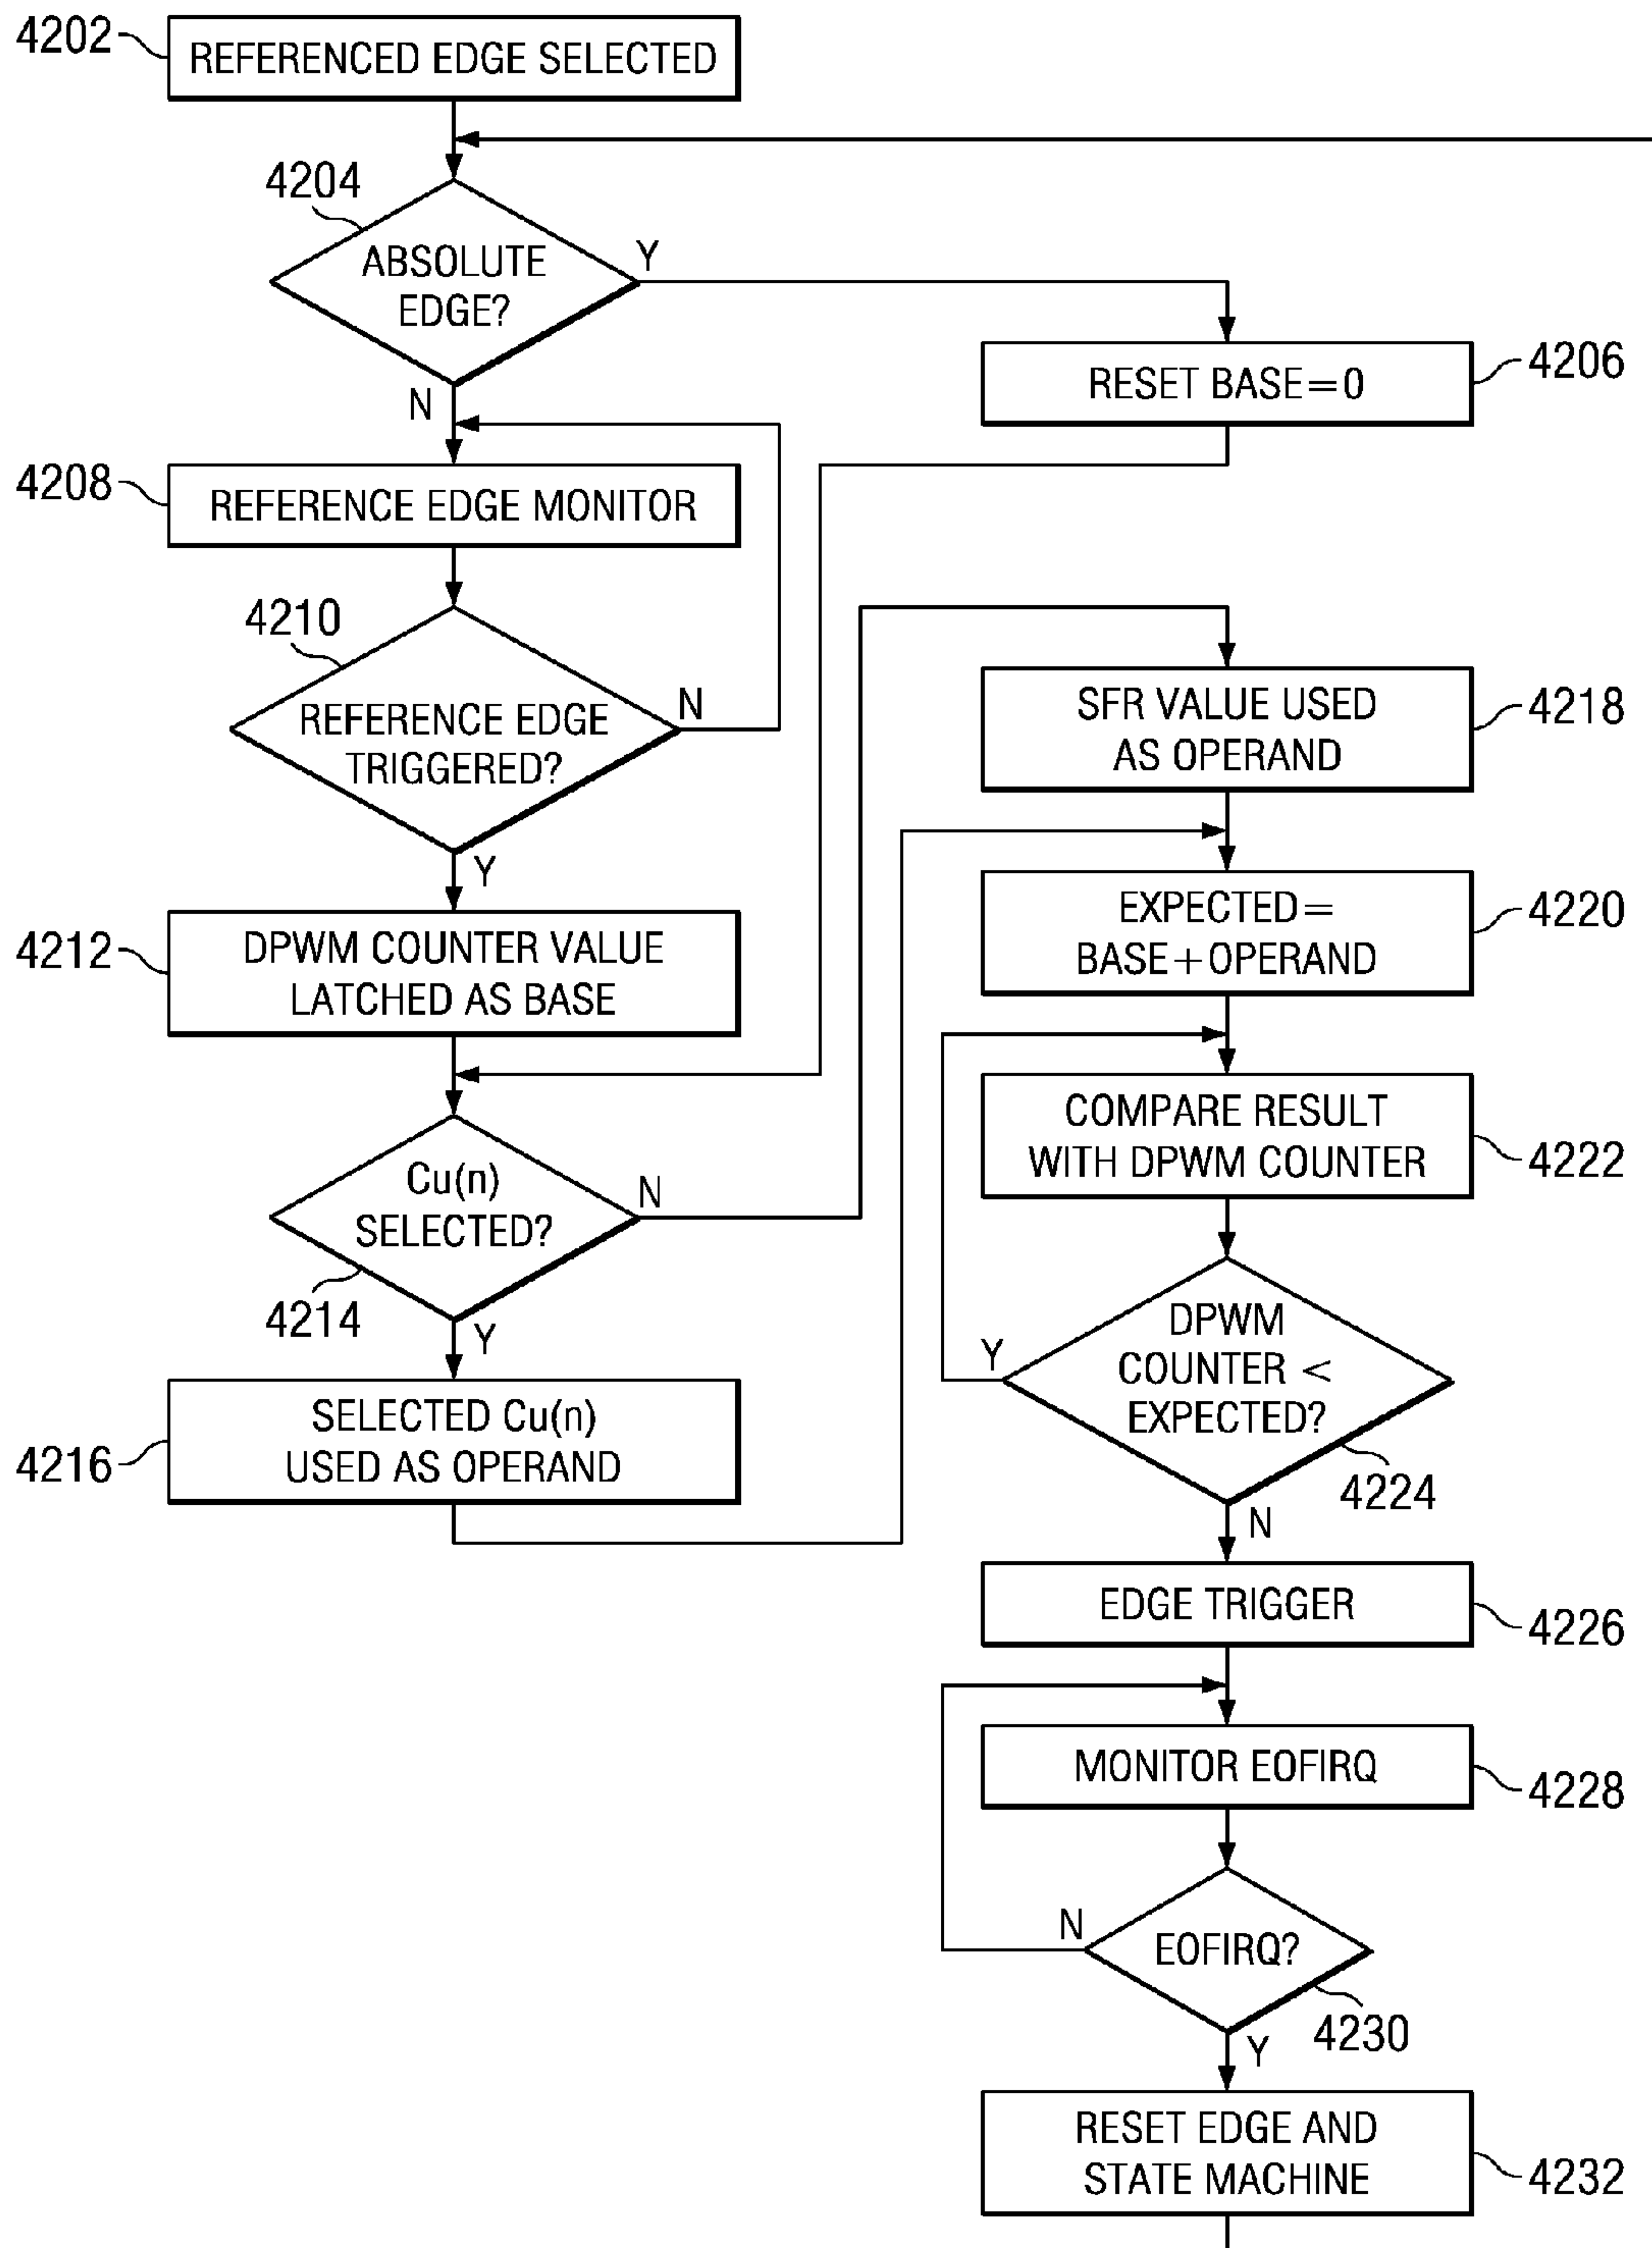 4202
REFERENCED EDGE SELECTED
4204
ABSOLUTE
EDGE?
Y
N
RESET BASE=0
4206
4208
REFERENCE EDGE MONITOR
4210
REFERENCE EDGE
TRIGGERED?
N
Y
4212
DPWM COUNTER VALUE
LATCHED AS BASE
Cu(n)
SELECTED?
N
4214
Y
4216
SELECTED Cu(n)
USED AS OPERAND
SFR VALUE USED
AS OPERAND
4218
EXPECTED=
BASE+OPERAND
4220
COMPARE RESULT
WITH DPWM COUNTER
4222
DPWM
COUNTER <
EXPECTED?
Y
4224
N
EDGE TRIGGER
4226
MONITOR EOFIRQ
4228
N
EOFIRQ?
4230
Y
RESET EDGE AND
STATE MACHINE
4232